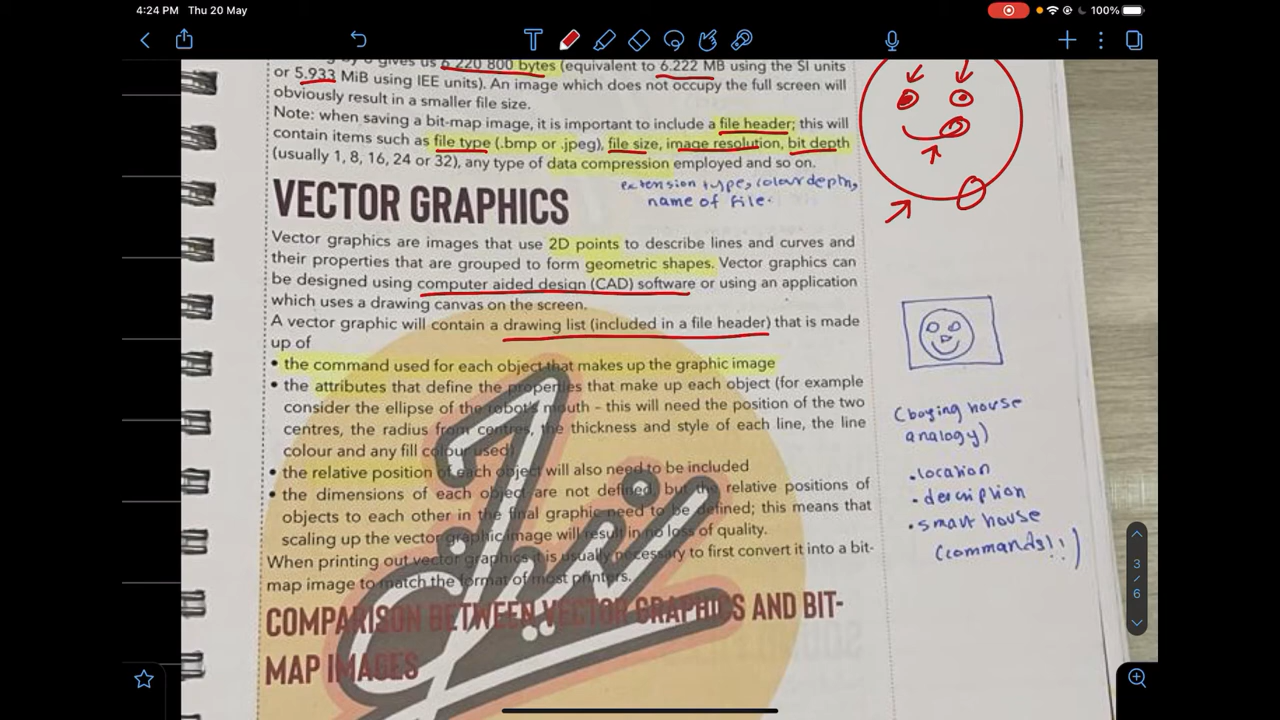 4:24 PM Thu 20 May
100%
6 220 800 bytes (equivalent to 6.222 MB using the SI units
or 5.933 MiB using IEE units). An image which does not occupy the full screen will
obviously result in a smaller file size.
Note: when saving a bit-map image, it is important to include a file header; this will
contain items such as file type (.bmp or .jpeg), file size, image resolution, bit depth
(usually 1, 8, 16, 24 or 32), any type of data compression employed and so on.
extension type, colour depth,
name of file.
VECTOR GRAPHICS
Vector graphics are images that use 2D points to describe lines and curves and
their properties that are grouped to form geometric shapes. Vector graphics can
be designed using computer aided design (CAD) software or using an application
which uses a drawing canvas on the screen.
A vector graphic will contain a drawing list (included in a file header) that is made
up of
• the command used for each object that makes up the graphic image
• the attributes that define the properties that make up each object (for example
consider the ellipse of the robot's mouth – this will need the position of the two
centres, the radius from centres, the thickness and style of each line, the line
colour and any fill colour used)
• the relative position of each object will also need to be included
• the dimensions of each object are not defined, but the relative positions of
objects to each other in the final graphic need to be defined; this means that
scaling up the vector graphic image will result in no loss of quality.
When printing out vector graphics it is usually necessary to first convert it into a bit-
map image to match the format of most printers.
COMPARISON BETWEEN VECTOR GRAPHICS AND BIT-
MAP IMAGES
(buying house
analogy)
• location
• description
• smart house
(commands!!)
3
/
6